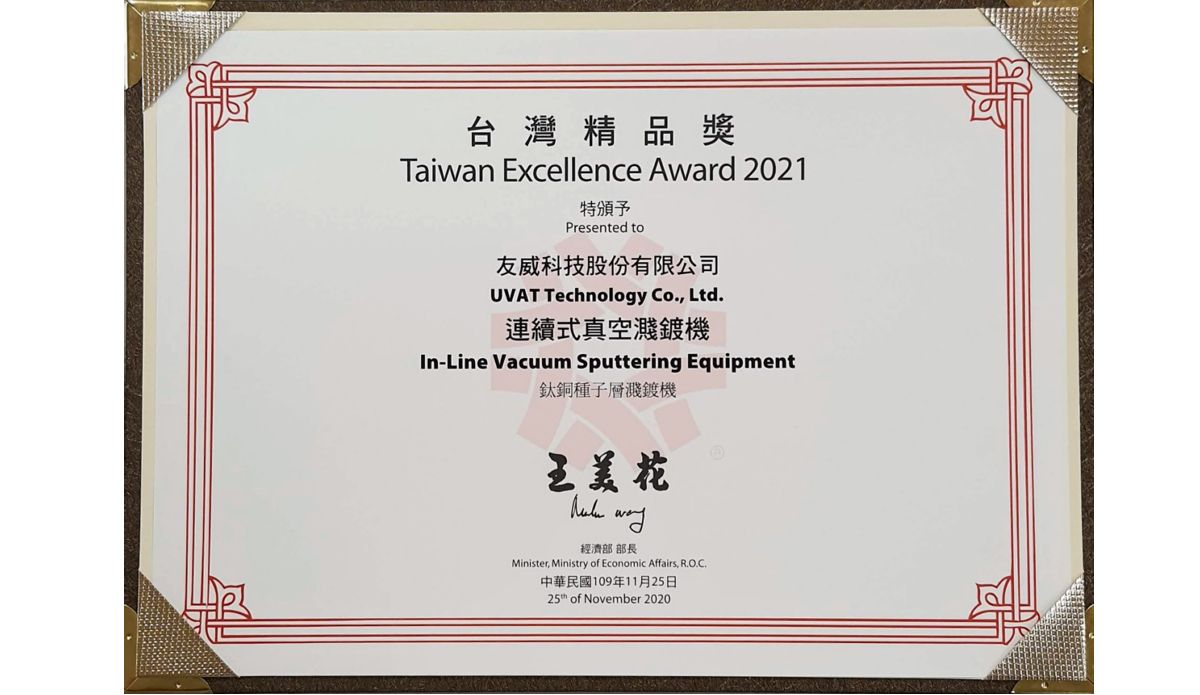 台灣精品獎
Taiwan Excellence Award 2021
特頒予
Presented to
友威科技股份有限公司
UVAT Technology Co., Ltd.
連續式真空濺鍍機
In-Line Vacuum Sputtering Equipment
鈦銅種子層濺鍍機
®
王美花
經濟部 部長
Minister, Ministry of Economic Affairs, R.O.C.
中華民國109年11月25日
25th of November 2020